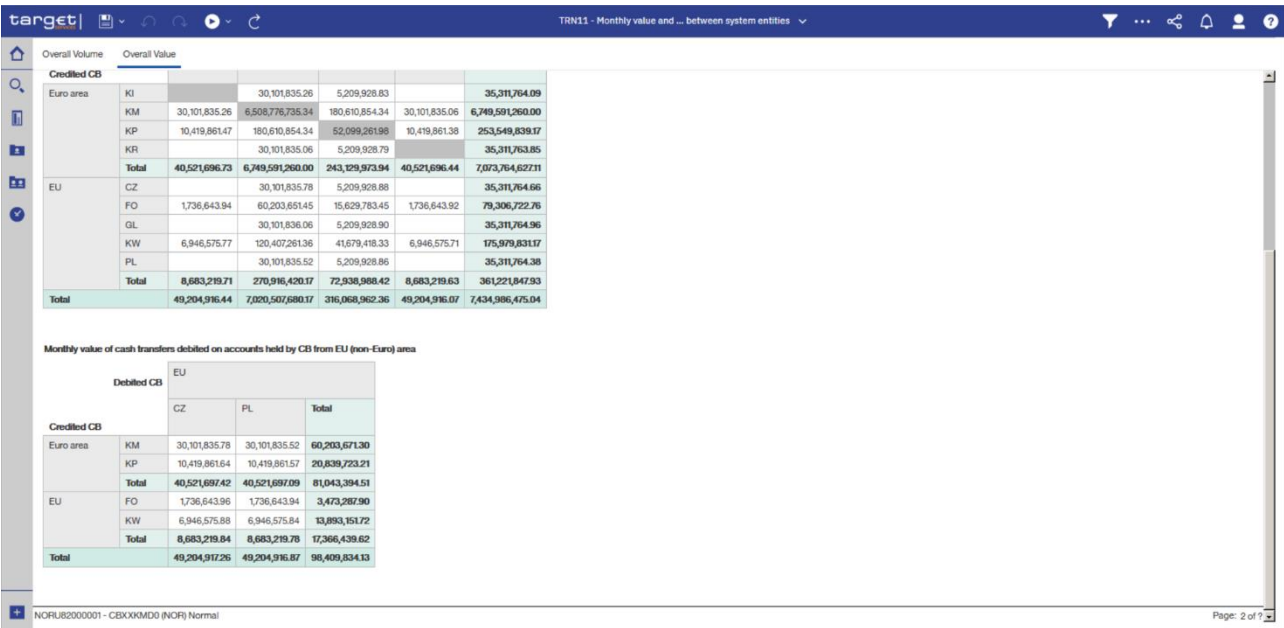 target|
services
TRN11 - Monthly value and ... between system entities
Overall Volume Overall Value
Credited CB
Euro area KI 30,101,835.26 5,209,928.83 35,311,764.09
KM 30,101,835.26 6,508,776,735.34 180,610,854.34 30,101,835.06 6,749,591,260.00
KP 10,419,861.47 180,610,854.34 52,099,261.98 10,419,861.38 253,549,839.17
KR 30,101,835.06 5,209,928.79 35,311,763.85
Total 40,521,696.73 6,749,591,260.00 243,129,973.94 40,521,696.44 7,073,764,627.11
EU CZ 30,101,835.78 5,209,928.88 35,311,764.66
FO 1,736,643.94 60,203,651.45 15,629,783.45 1,736,643.92 79,306,722.76
GL 30,101,836.06 5,209,928.90 35,311,764.96
KW 6,946,575.77 120,407,261.36 41,679,418.33 6,946,575.71 175,979,831.17
PL 30,101,835.52 5,209,928.86 35,311,764.38
Total 8,683,219.71 270,916,420.17 72,938,988.42 8,683,219.63 361,221,847.93
Total 49,204,916.44 7,020,507,680.17 316,068,962.36 49,204,916.07 7,434,986,475.04
Monthly value of cash transfers debited on accounts held by CB from EU (non-Euro) area
Debited CB EU
CZ PL Total
Credited CB
Euro area KM 30,101,835.78 30,101,835.52 60,203,671.30
KP 10,419,861.64 10,419,861.57 20,839,723.21
Total 40,521,697.42 40,521,697.09 81,043,394.51
EU FO 1,736,643.96 1,736,643.94 3,473,287.90
KW 6,946,575.88 6,946,575.84 13,893,151.72
Total 8,683,219.84 8,683,219.78 17,366,439.62
Total 49,204,917.26 49,204,916.87 98,409,834.13
NORU82000001 - CBXXKMD0 (NOR) Normal Page: 2 of ?